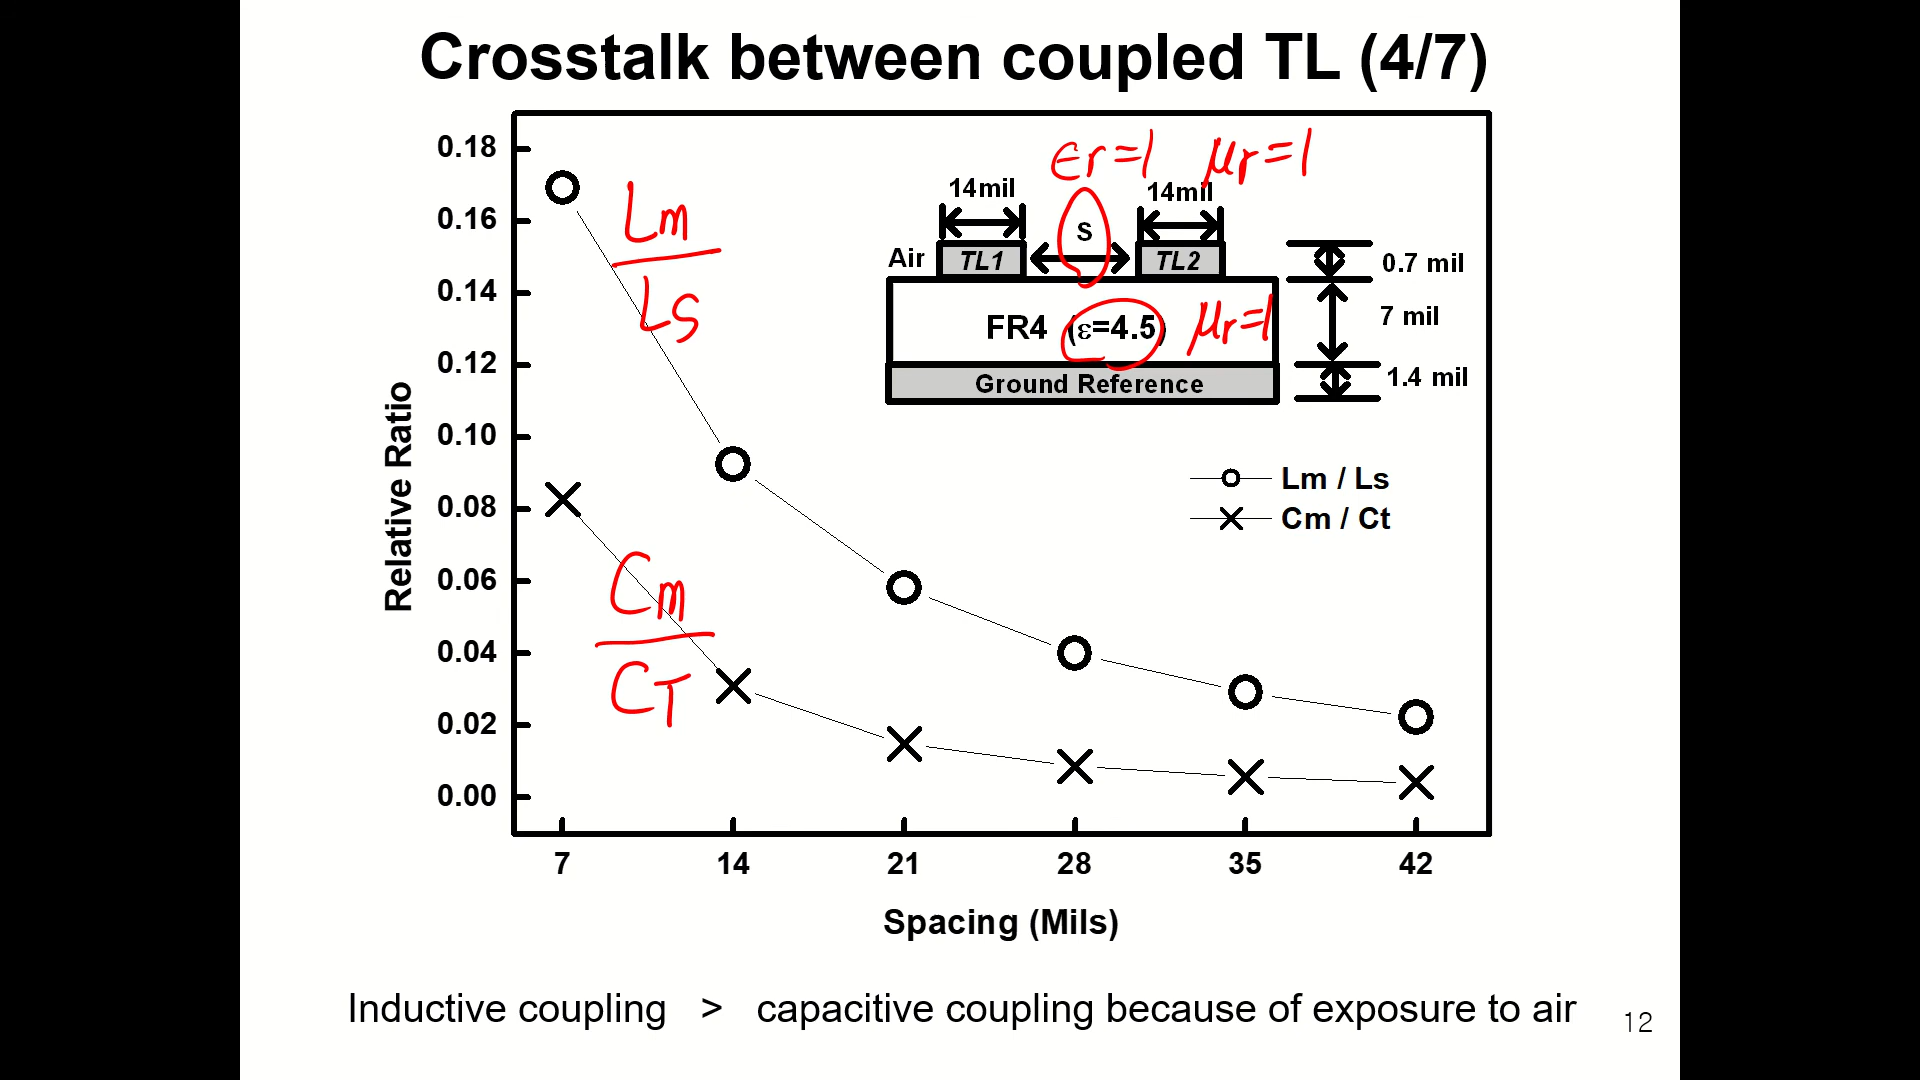 Crosstalk between coupled TL (4/7)
0.18
0.16
0.14
0.12
0.10
0.08
0.06
0.04
0.02
0.00
Relative Ratio
Lm
Ls
Cm
CT
ϵr=1 μr=1
14mil
14mil
S
Air
TL1
TL2
0.7 mil
FR4 (ε=4.5) μr=1
7 mil
Ground Reference
1.4 mil
Lm / Ls
Cm / Ct
7 14 21 28 35 42
Spacing (Mils)
Inductive coupling > capacitive coupling because of exposure to air
12